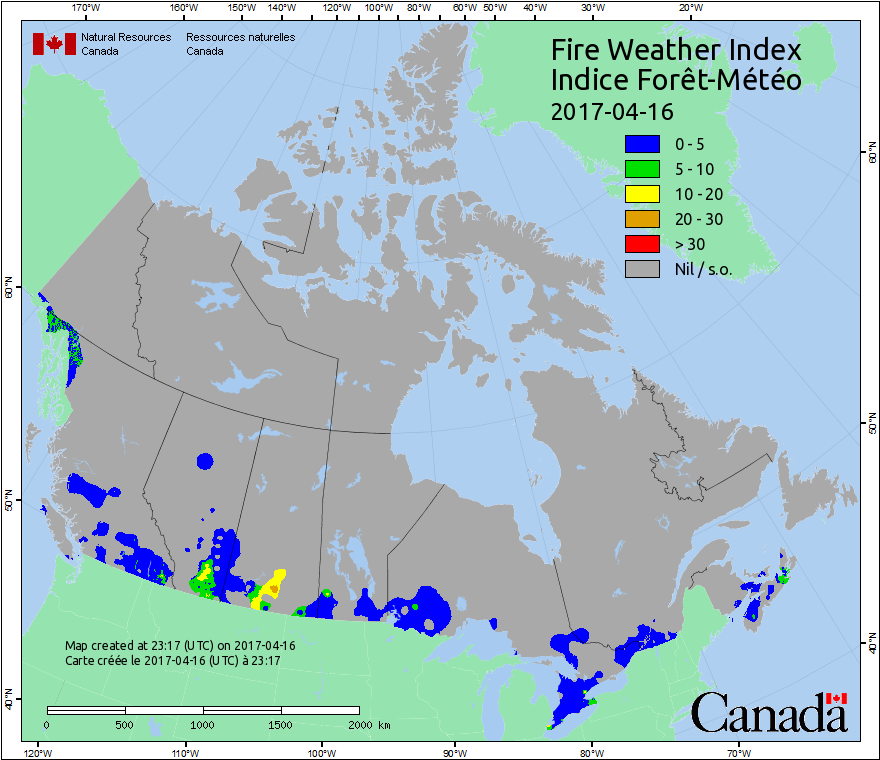 170°W 160°W 150°W 140°W 130°W 120°W 110°W 100°W 90°W 80°W 70°W 60°W 50°W 40°W 30°W 20°W
Natural Resources Ressources naturelles
Canada Canada
Fire Weather Index
Indice Forêt-Météo
2017-04-16
0 - 5
5 - 10
10 - 20
20 - 30
> 30
Nil / s.o.
60°N
60°N
50°N
50°N
40°N
40°N
Map created at 23:17 (UTC) on 2017-04-16
Carte créée le 2017-04-16 (UTC) à 23:17
0 500 1000 1500 2000 km
Canada
120°W 110°W 100°W 90°W 80°W 70°W